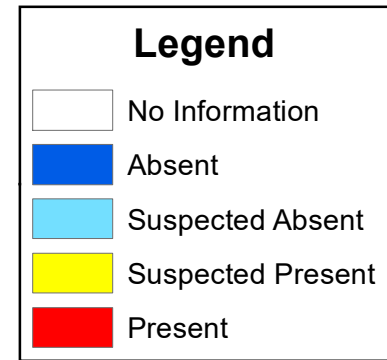 Legend
No Information
Absent
Suspected Absent
Suspected Present
Present